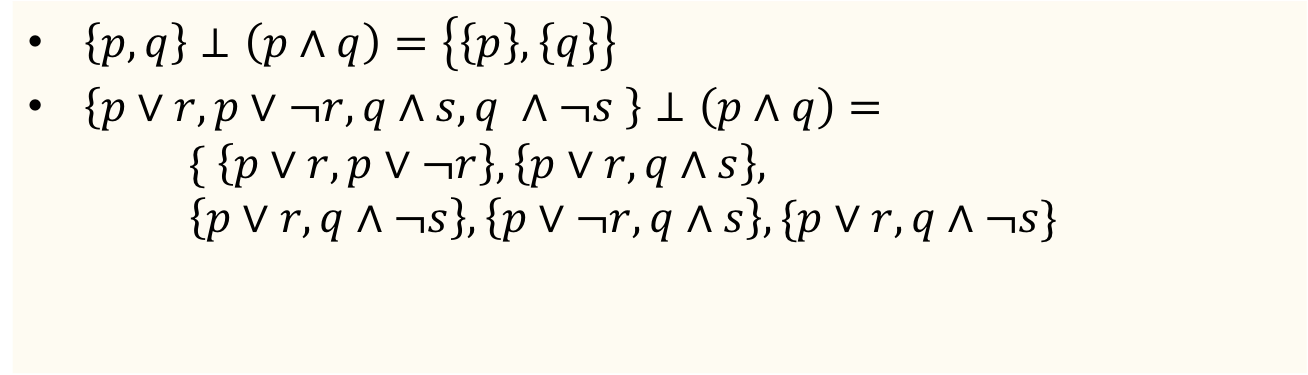 • {p, q} ⊥ (p ∧ q) = {{p}, {q}}
• {p ∨ r, p ∨ ¬r, q ∧ s, q ∧ ¬s } ⊥ (p ∧ q) =
{ {p ∨ r, p ∨ ¬r}, {p ∨ r, q ∧ s},
{p ∨ r, q ∧ ¬s}, {p ∨ ¬r, q ∧ s}, {p ∨ r, q ∧ ¬s}